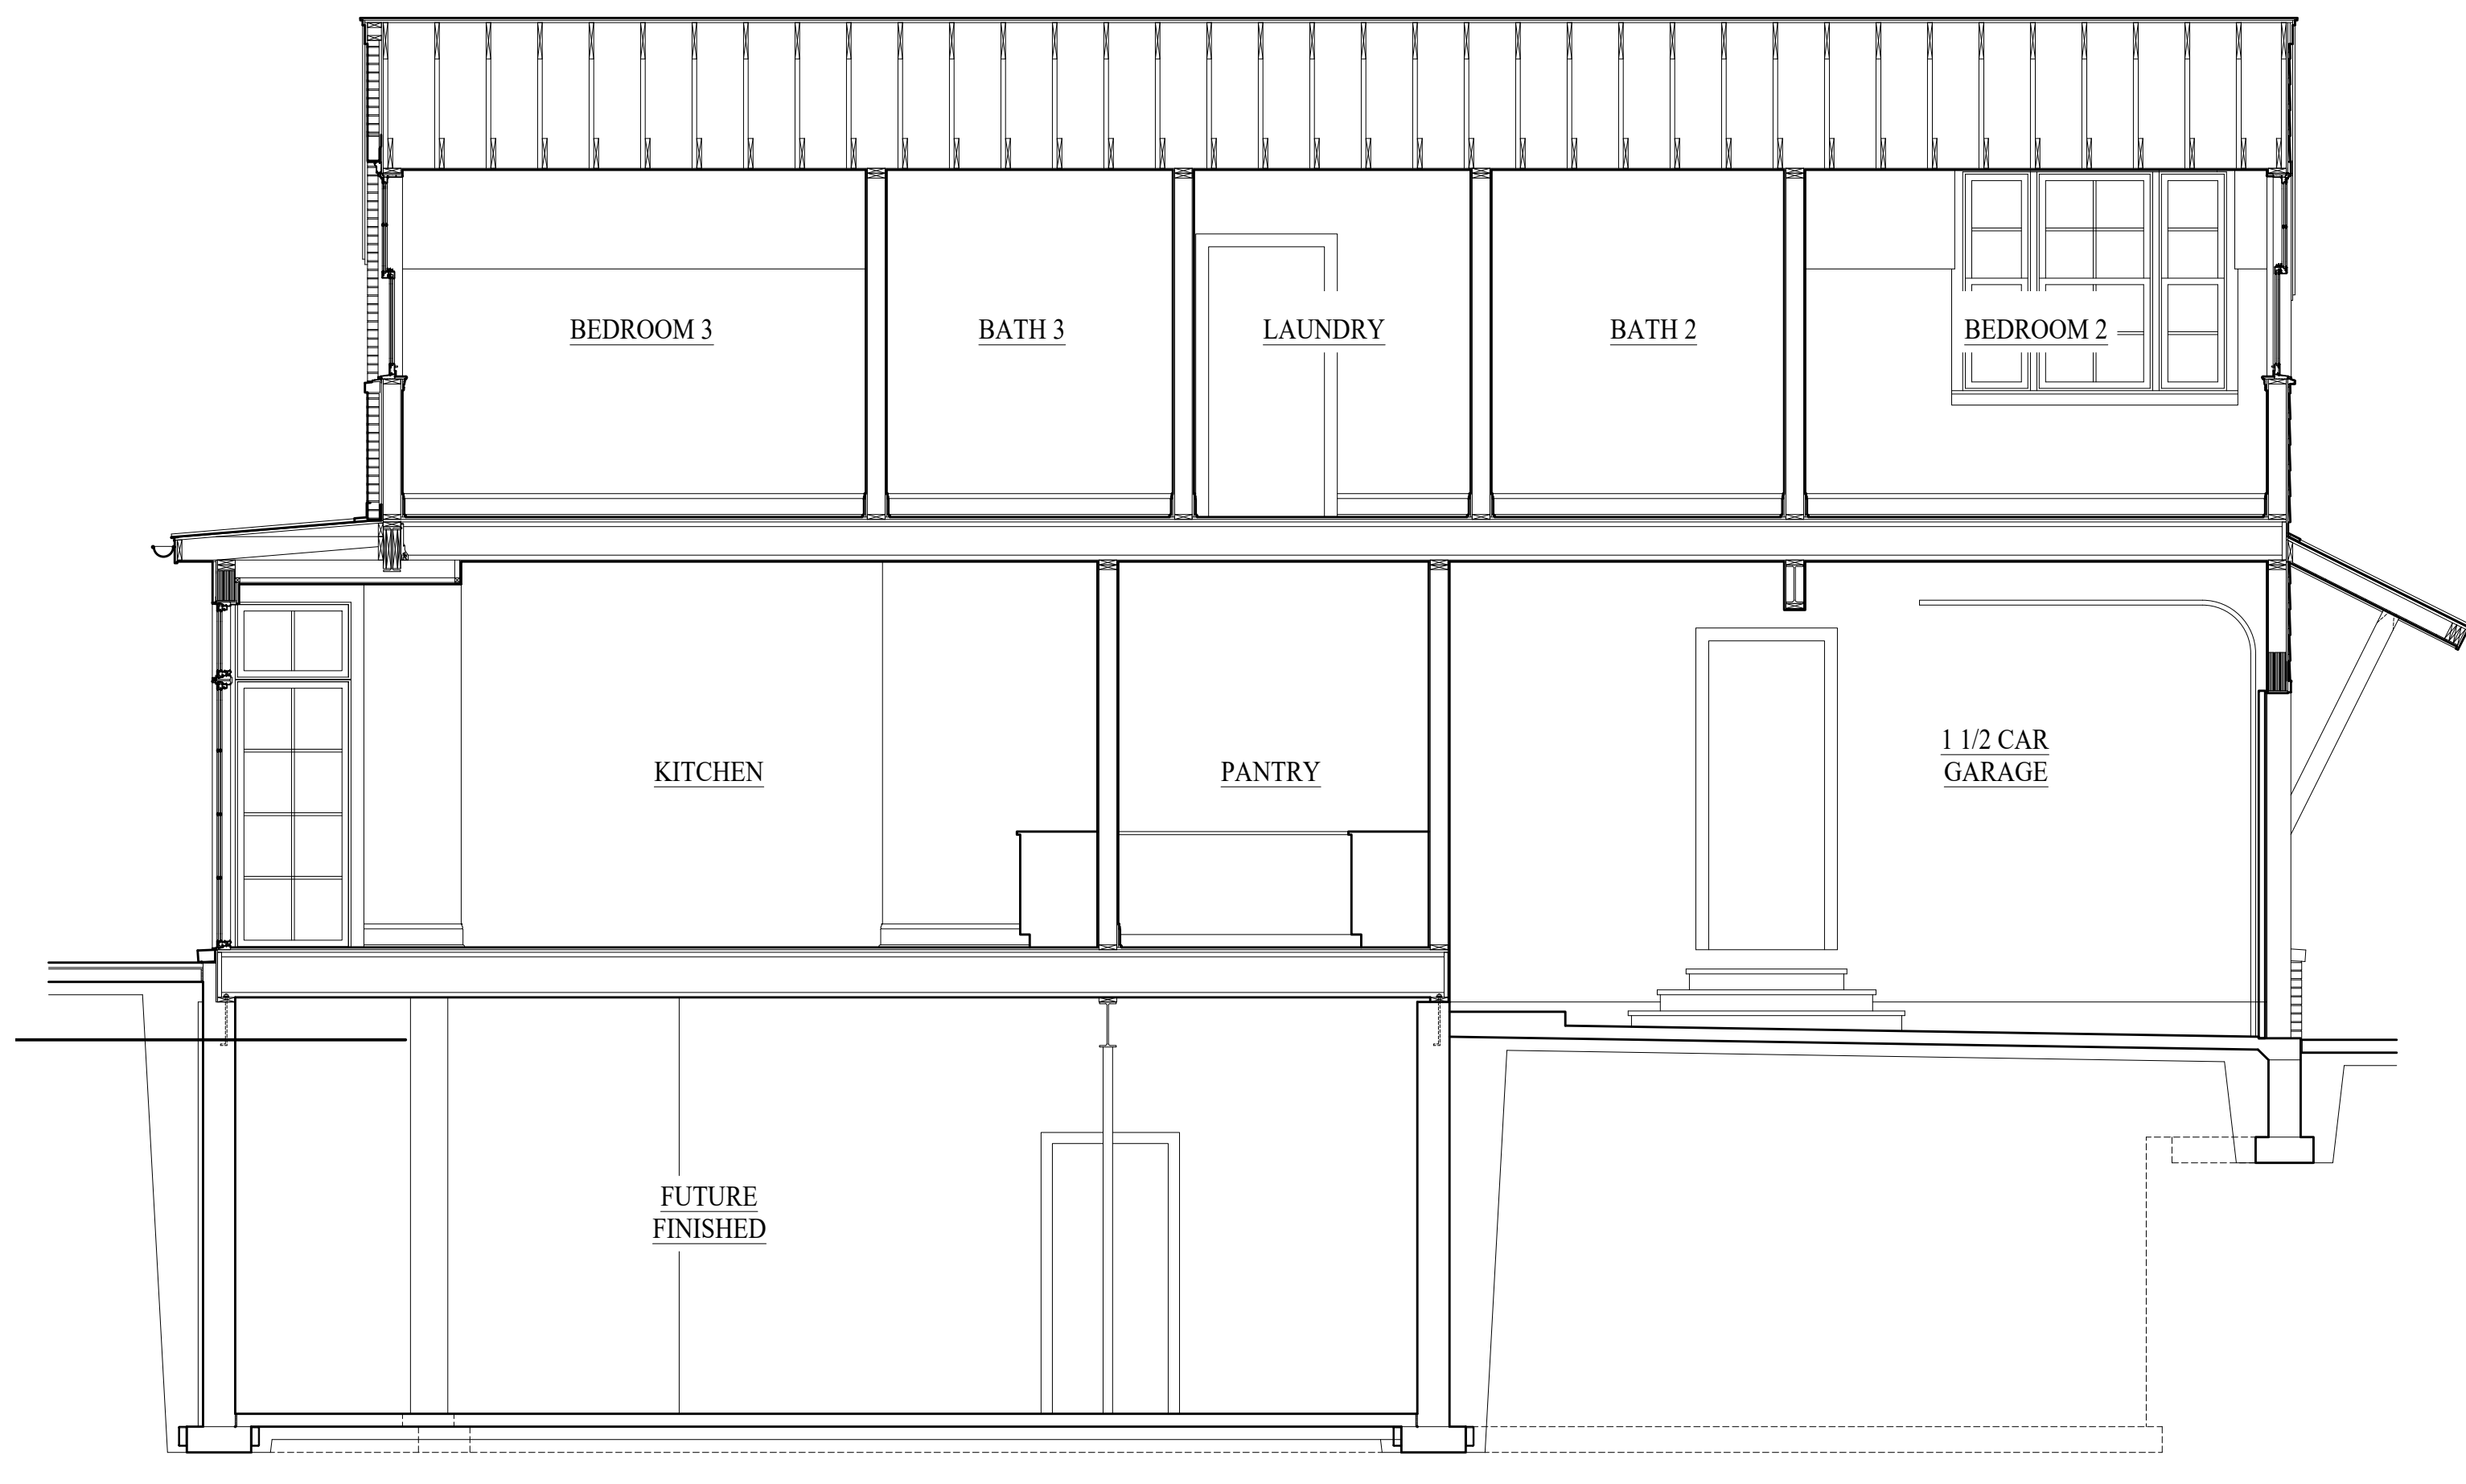 BEDROOM 3
BATH 3
LAUNDRY
BATH 2
BEDROOM 2
KITCHEN
PANTRY
1 1/2 CAR
GARAGE
FUTURE
FINISHED